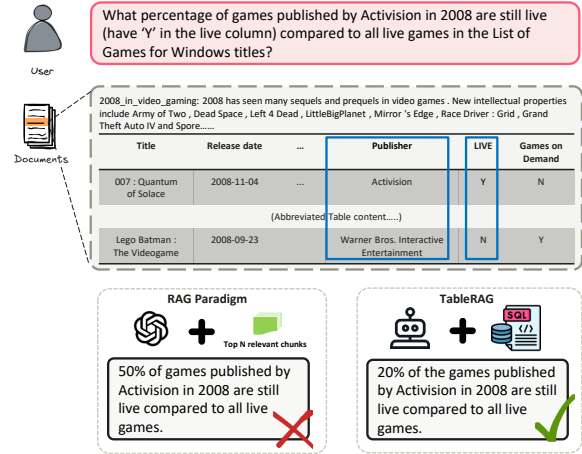 What percentage of games published by Activision in 2008 are still live
(have ‘Y’ in the live column) compared to all live games in the List of
Games for Windows titles?
User
Documents
2008_in_video_gaming: 2008 has seen many sequels and prequels in video games . New intellectual properties
include Army of Two , Dead Space , Left 4 Dead , LittleBigPlanet , Mirror 's Edge , Race Driver : Grid , Grand
Theft Auto IV and Spore……
Title Release date ... Publisher LIVE Games on
Demand
007 : Quantum
of Solace 2008-11-04 ... Activision Y N
(Abbreviated Table content…..)
Lego Batman :
The Videogame 2008-09-23 Warner Bros. Interactive
Entertainment N Y
RAG Paradigm
Top N relevant chunks
50% of games published by
Activision in 2008 are still
live compared to all live
games.
TableRAG
SQL
</>
20% of the games published
by Activision in 2008 are still
live compared to all live
games.